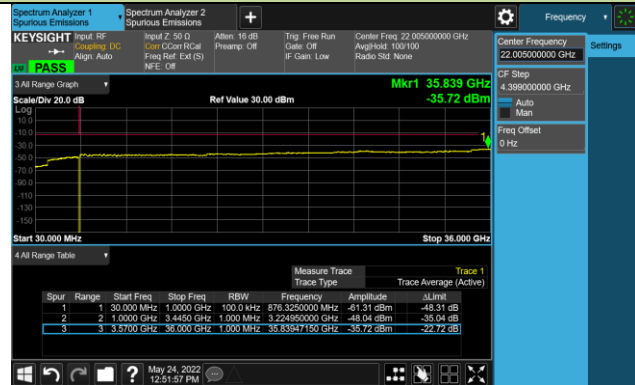 Spectrum Analyzer 1
Spurious Emissions
Spectrum Analyzer 2
Spurious Emissions
Frequency
KEYSIGHT Input: RF
Coupling: DC
Align: Auto
Input Z: 50 Ω
Corr CCorr RCal
Freq Ref: Ext (S)
NFE: Off
Atten: 16 dB
Preamp: Off
Trig: Free Run
Gate: Off
IF Gain: Low
Center Freq: 22.005000000 GHz
Avg|Hold: 100/100
Radio Std: None
PASS
Center Frequency
22.005000000 GHz
Settings
CF Step
4.399000000 GHz
Auto
Man
Freq Offset
0 Hz
3 All Range Graph
Mkr1 35.839 GHz
-35.72 dBm
Scale/Div 20.0 dB
Ref Value 30.00 dBm
Log
10.0
-10.0
-30.0
-50.0
-70.0
-90.0
-110
-130
-150
1
Start 30.000 MHz
Stop 36.000 GHz
4 All Range Table
Measure Trace Trace 1
Trace Type Trace Average (Active)
Spur Range Start Freq Stop Freq RBW Frequency Amplitude ΔLimit
1 1 30.000 MHz 1.0000 GHz 100.0 kHz 876.3250000 MHz -61.31 dBm -48.31 dB
2 2 1.0000 GHz 3.4450 GHz 1.000 MHz 3.224950000 GHz -48.04 dBm -35.04 dB
3 3 3.5700 GHz 36.000 GHz 1.000 MHz 35.83947150 GHz -35.72 dBm -22.72 dB
May 24, 2022
12:51:57 PM